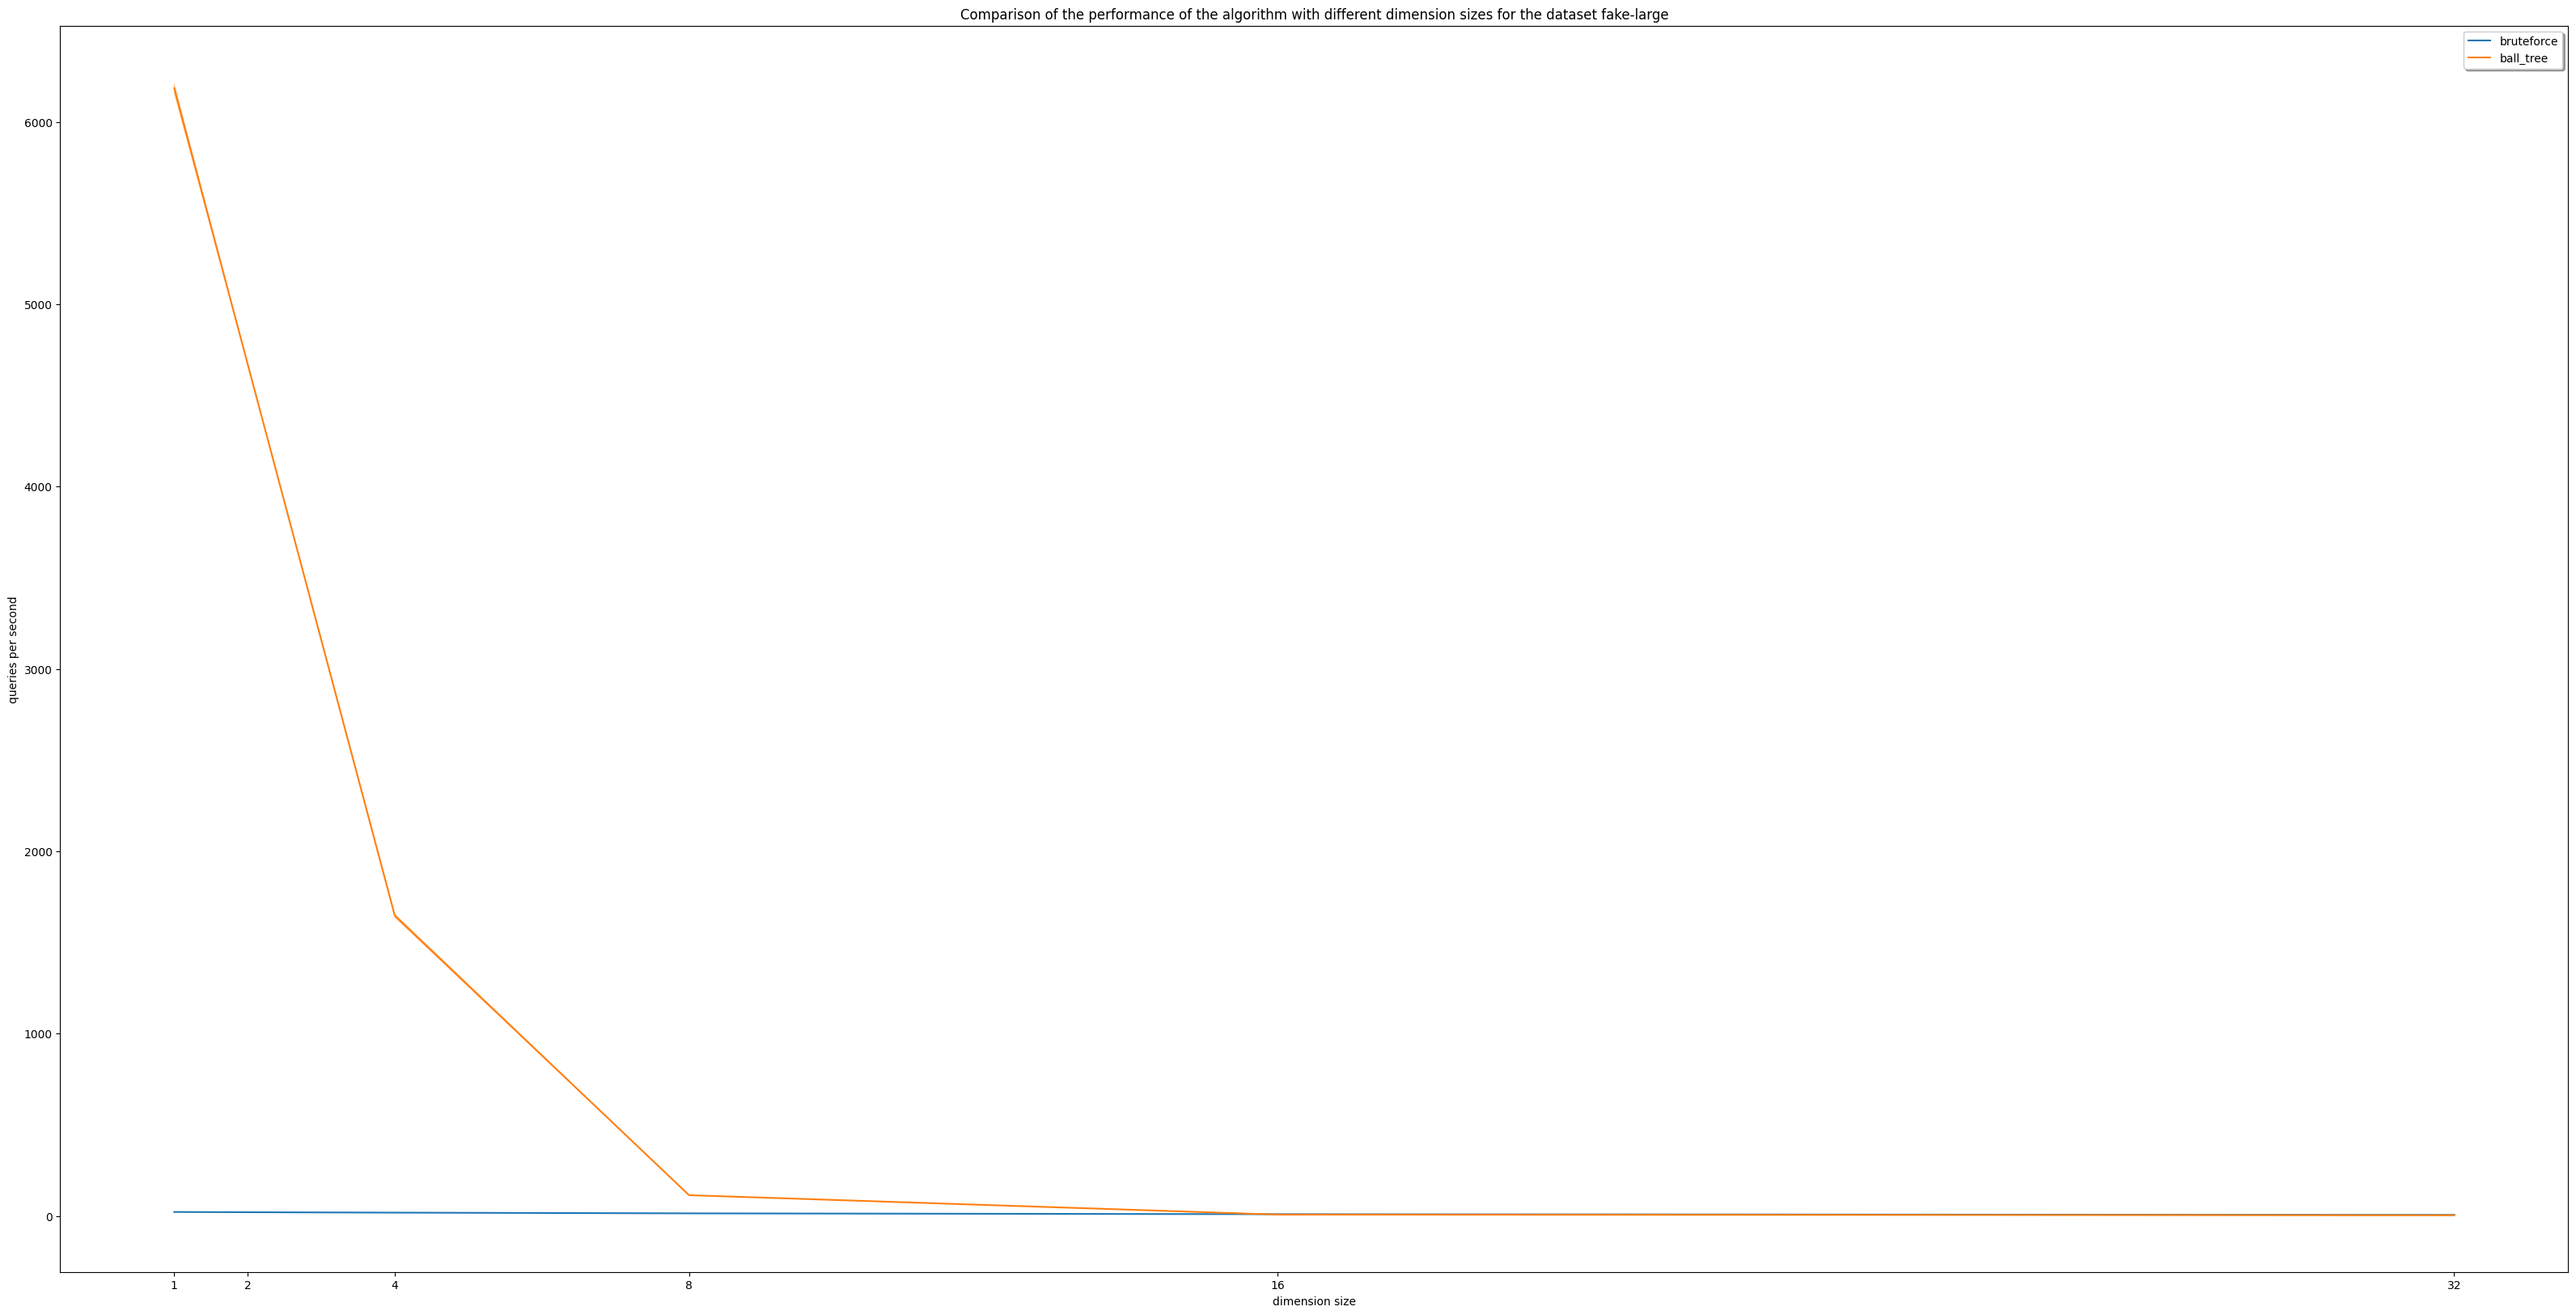 Comparison of the performance of the algorithm with different dimension sizes for the dataset fake-large
bruteforce
ball_tree
6000
5000
4000
3000
2000
1000
0
queries per second
1 2 4 8 16 32
dimension size